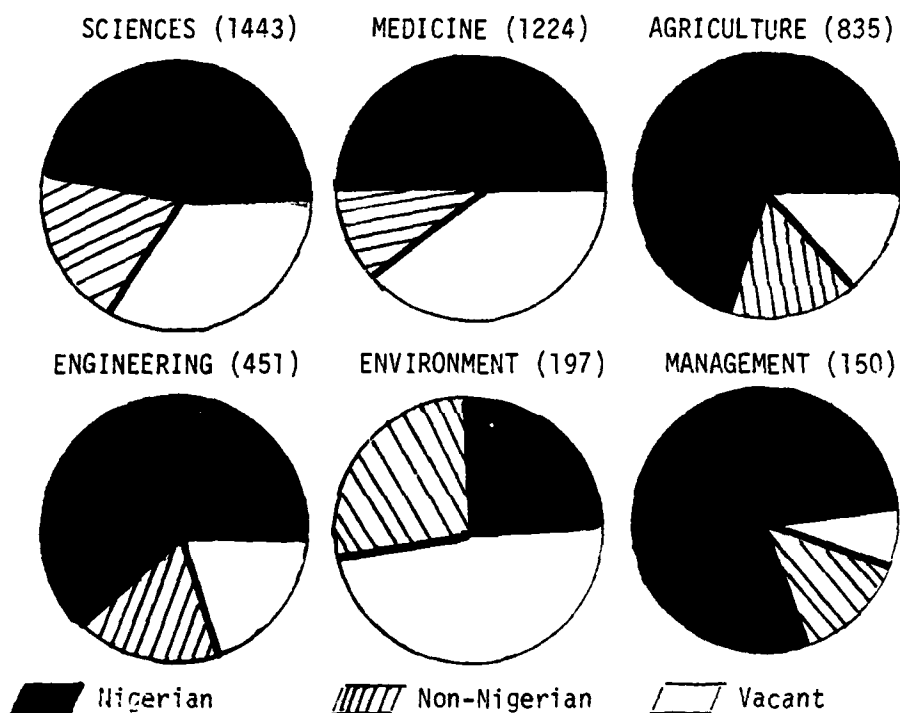 SCIENCES (1443) MEDICINE (1224) AGRICULTURE (835)
ENGINEERING (451) ENVIRONMENT (197) MANAGEMENT (150)
Nigerian Non-Nigerian Vacant